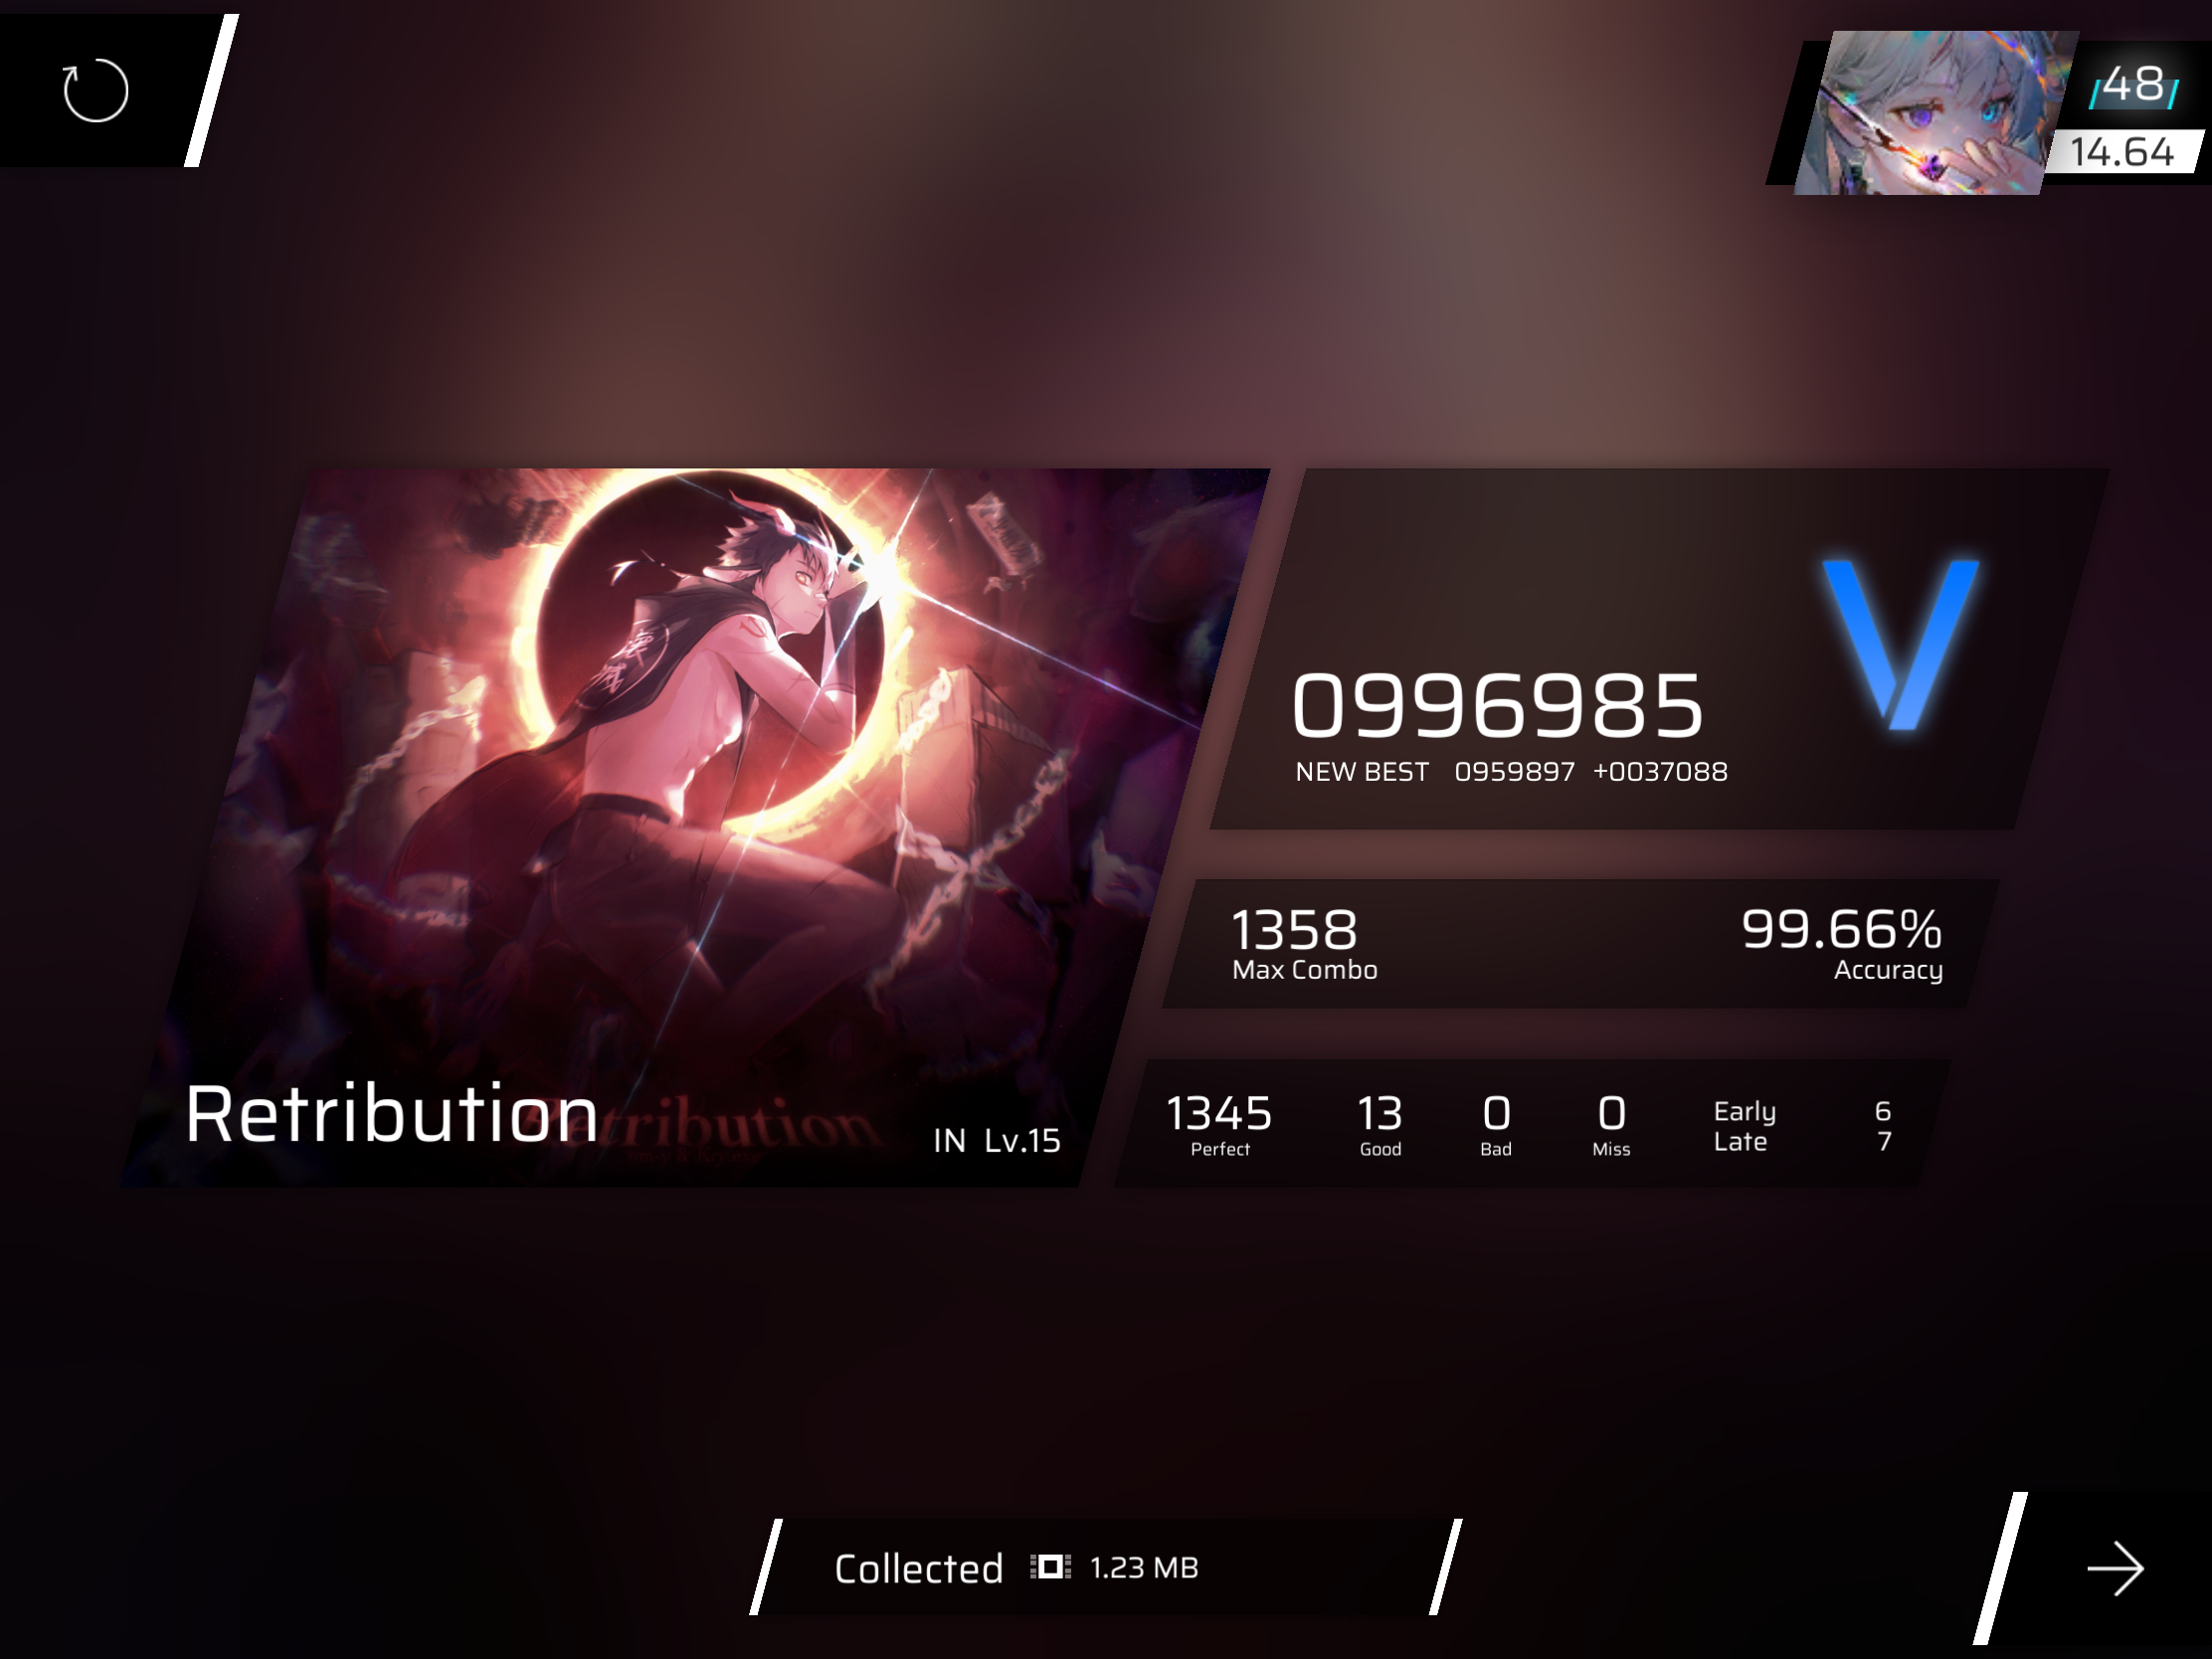 48
14.64
0996985
NEW BEST 0959897 +0037088
1358
Max Combo
99.66%
Accuracy
Retribution
Retribution
IN Lv.15
1345
Perfect
13
Good
0
Bad
0
Miss
Early 6
Late 7
Collected 1.23 MB